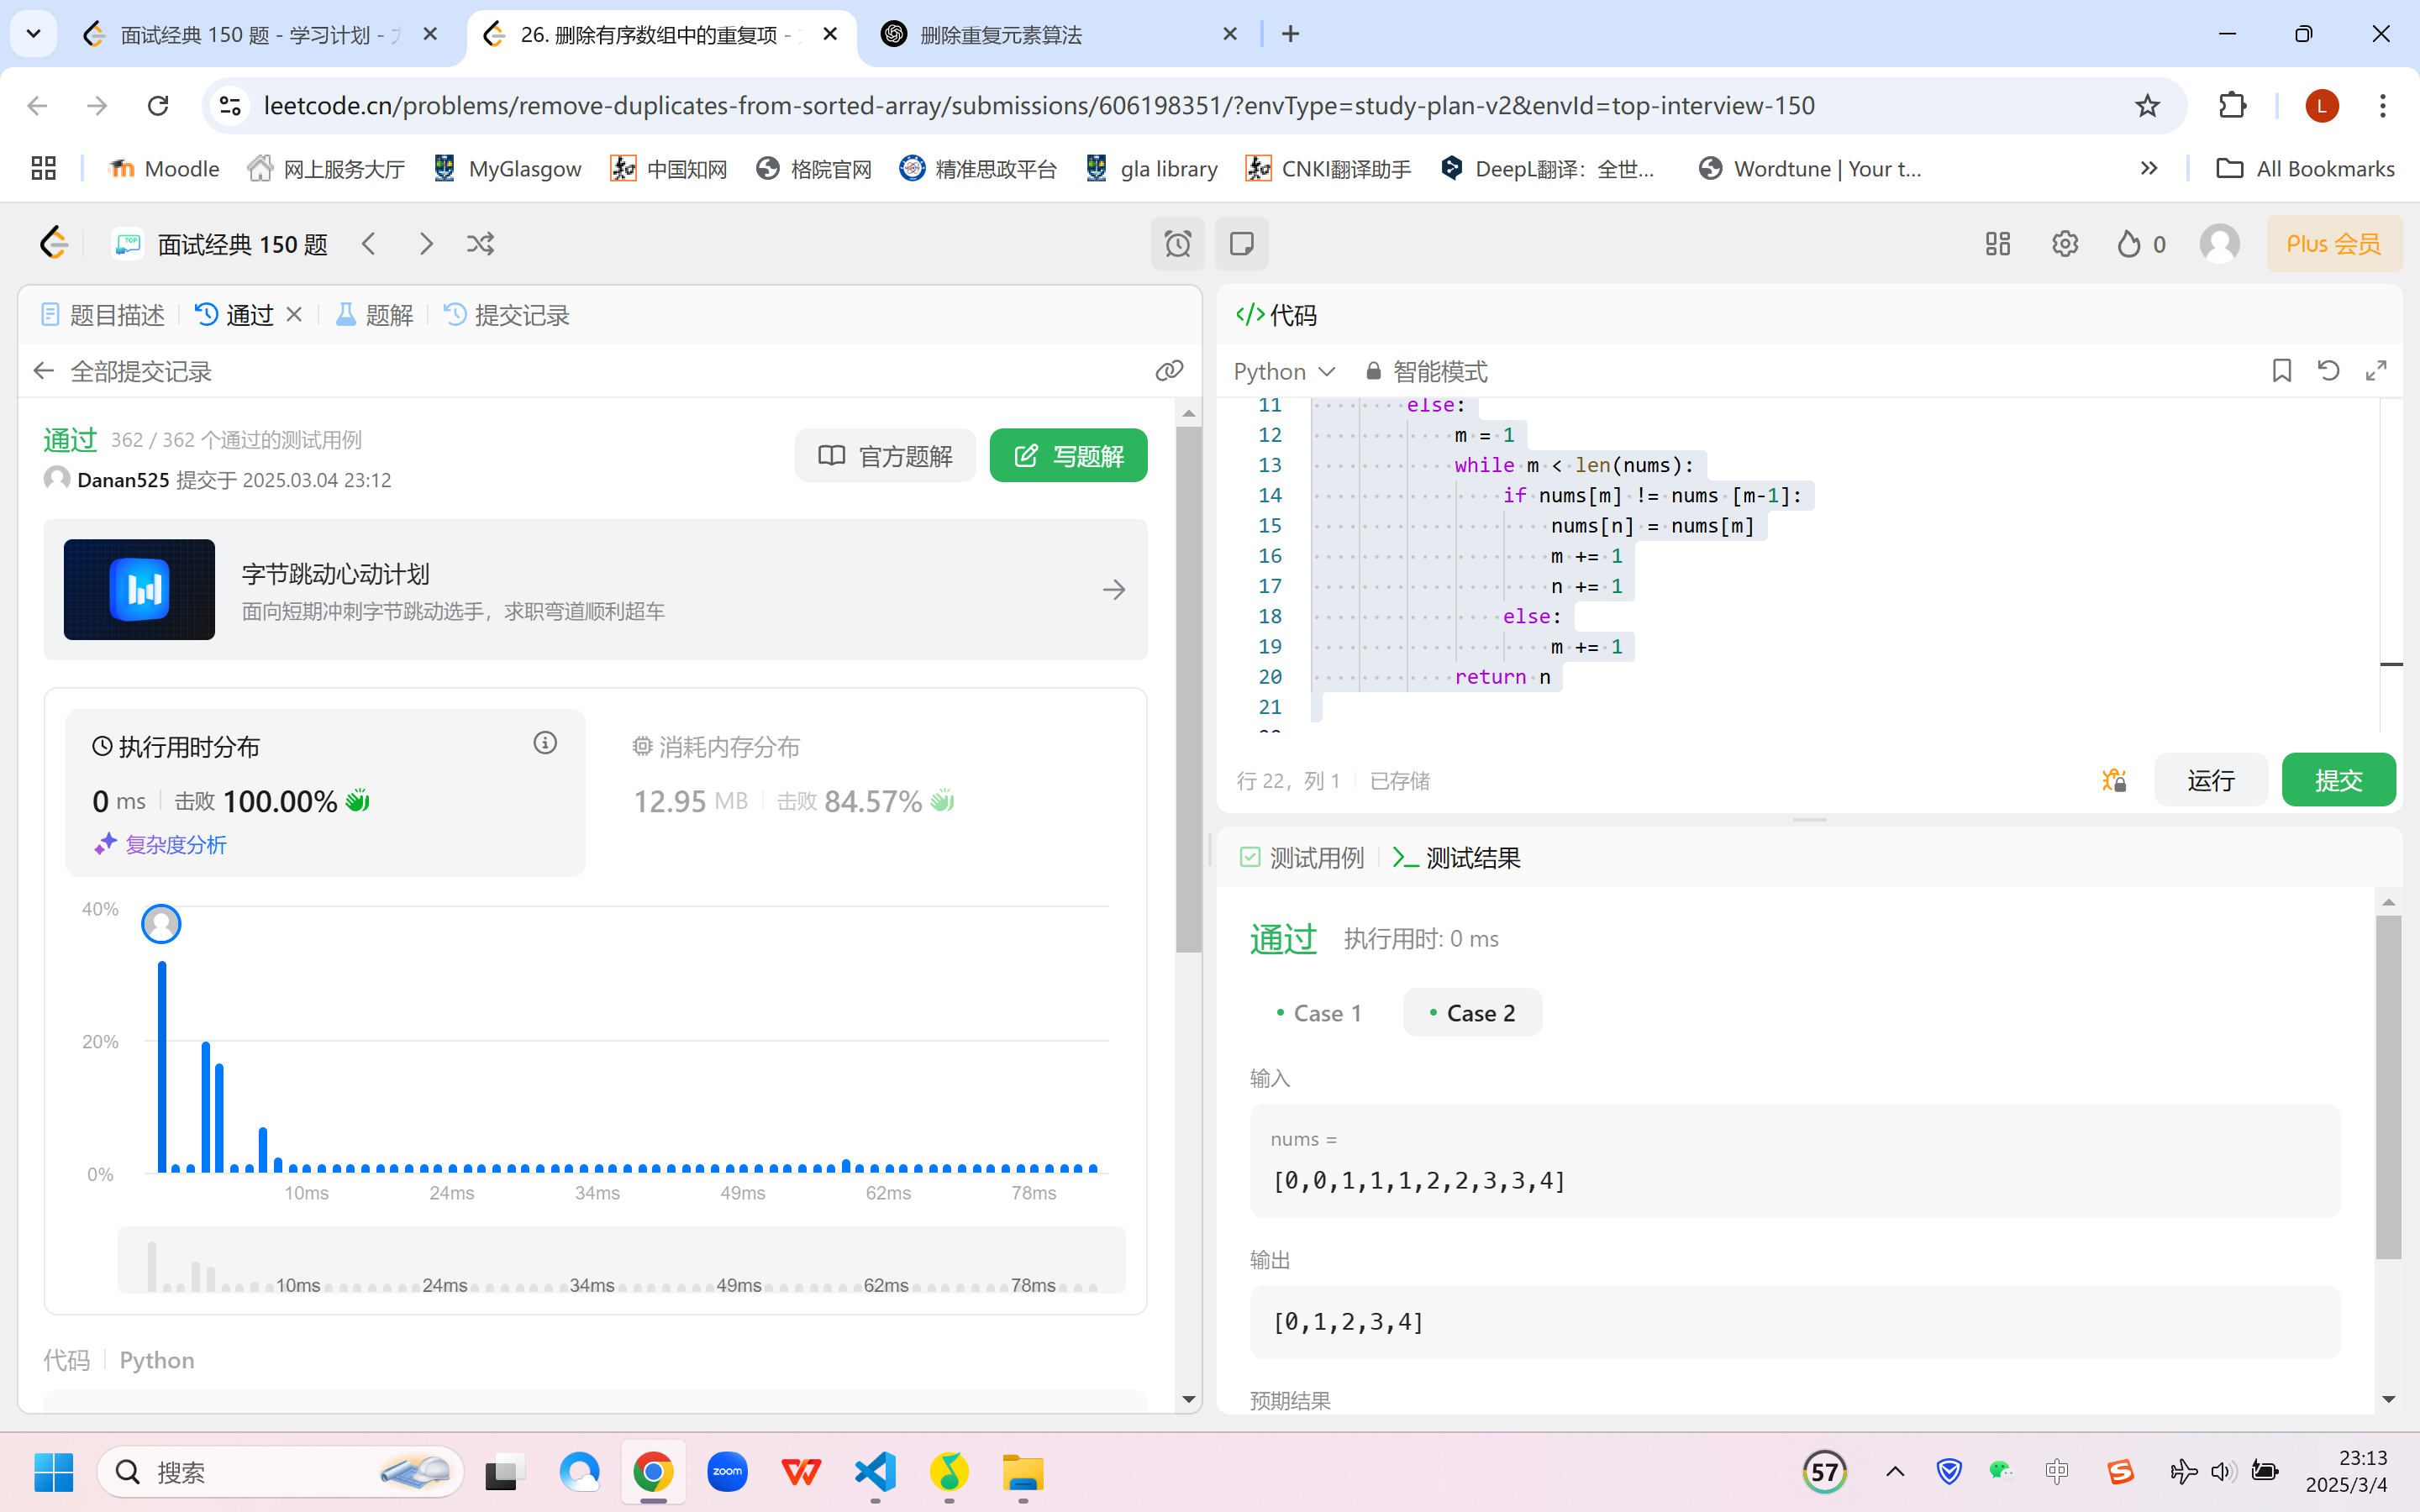 面试经典 150 题 - 学习计划 -
26. 删除有序数组中的重复项 -
删除重复元素算法
leetcode.cn/problems/remove-duplicates-from-sorted-array/submissions/606198351/?envType=study-plan-v2&envId=top-interview-150
L
Moodle
网上服务大厅
MyGlasgow
中国知网
格院官网
精准思政平台
gla library
CNKI翻译助手
DeepL翻译：全世...
Wordtune | Your t...
All Bookmarks
TOP
面试经典 150 题
0
Plus 会员
题目描述
通过
题解
提交记录
全部提交记录
通过 362 / 362 个通过的测试用例
Danan525 提交于 2025.03.04 23:12
官方题解
写题解
字节跳动心动计划
面向短期冲刺字节跳动选手，求职弯道顺利超车
执行用时分布
0 ms 击败 100.00%
复杂度分析
消耗内存分布
12.95 MB 击败 84.57%
40%
20%
0%
10ms 24ms 34ms 49ms 62ms 78ms
10ms 24ms 34ms 49ms 62ms 78ms
代码 Python
代码
Python
智能模式
11 else:
12 m = 1
13 while m < len(nums):
14 if nums[m] != nums [m-1]:
15 nums[n] = nums[m]
16 m += 1
17 n += 1
18 else:
19 m += 1
20 return n
21
行 22，列 1 已存储
运行
提交
测试用例
测试结果
通过 执行用时: 0 ms
Case 1
Case 2
输入
nums =
[0,0,1,1,1,2,2,3,3,4]
输出
[0,1,2,3,4]
预期结果
搜索
zoom
57
中
23:13
2025/3/4